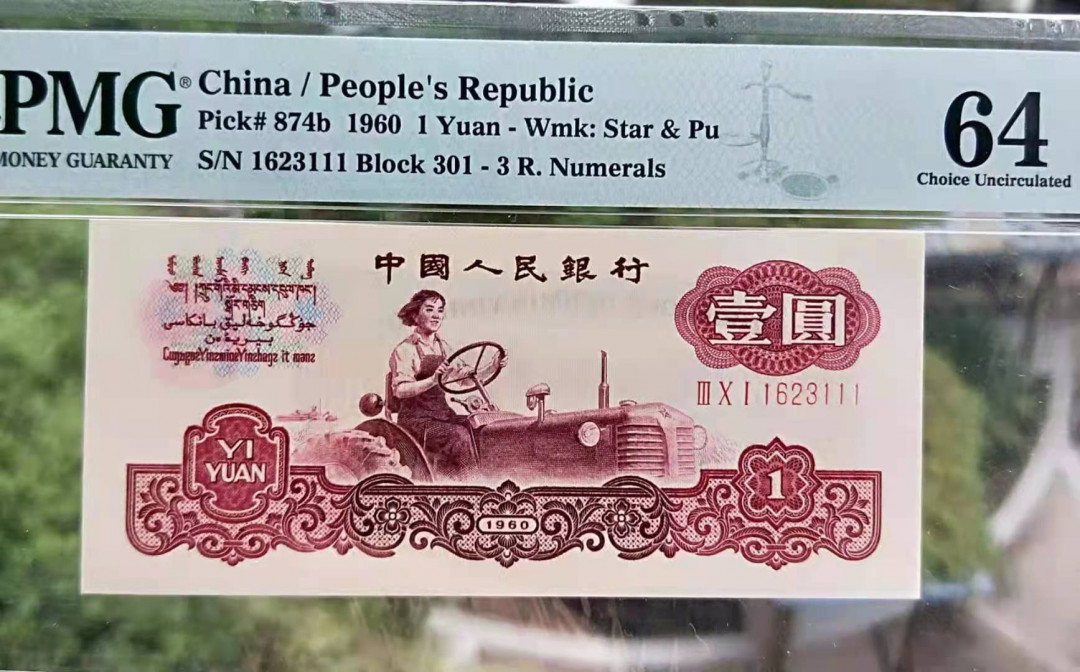 PMG®
MONEY GUARANTY
China / People's Republic
Pick# 874b 1960 1 Yuan - Wmk: Star & Pu
S/N 1623111 Block 301 - 3 R. Numerals
64
Choice Uncirculated
中國人民銀行
壹圓
III X I 1623111
YI
YUAN
1960
1